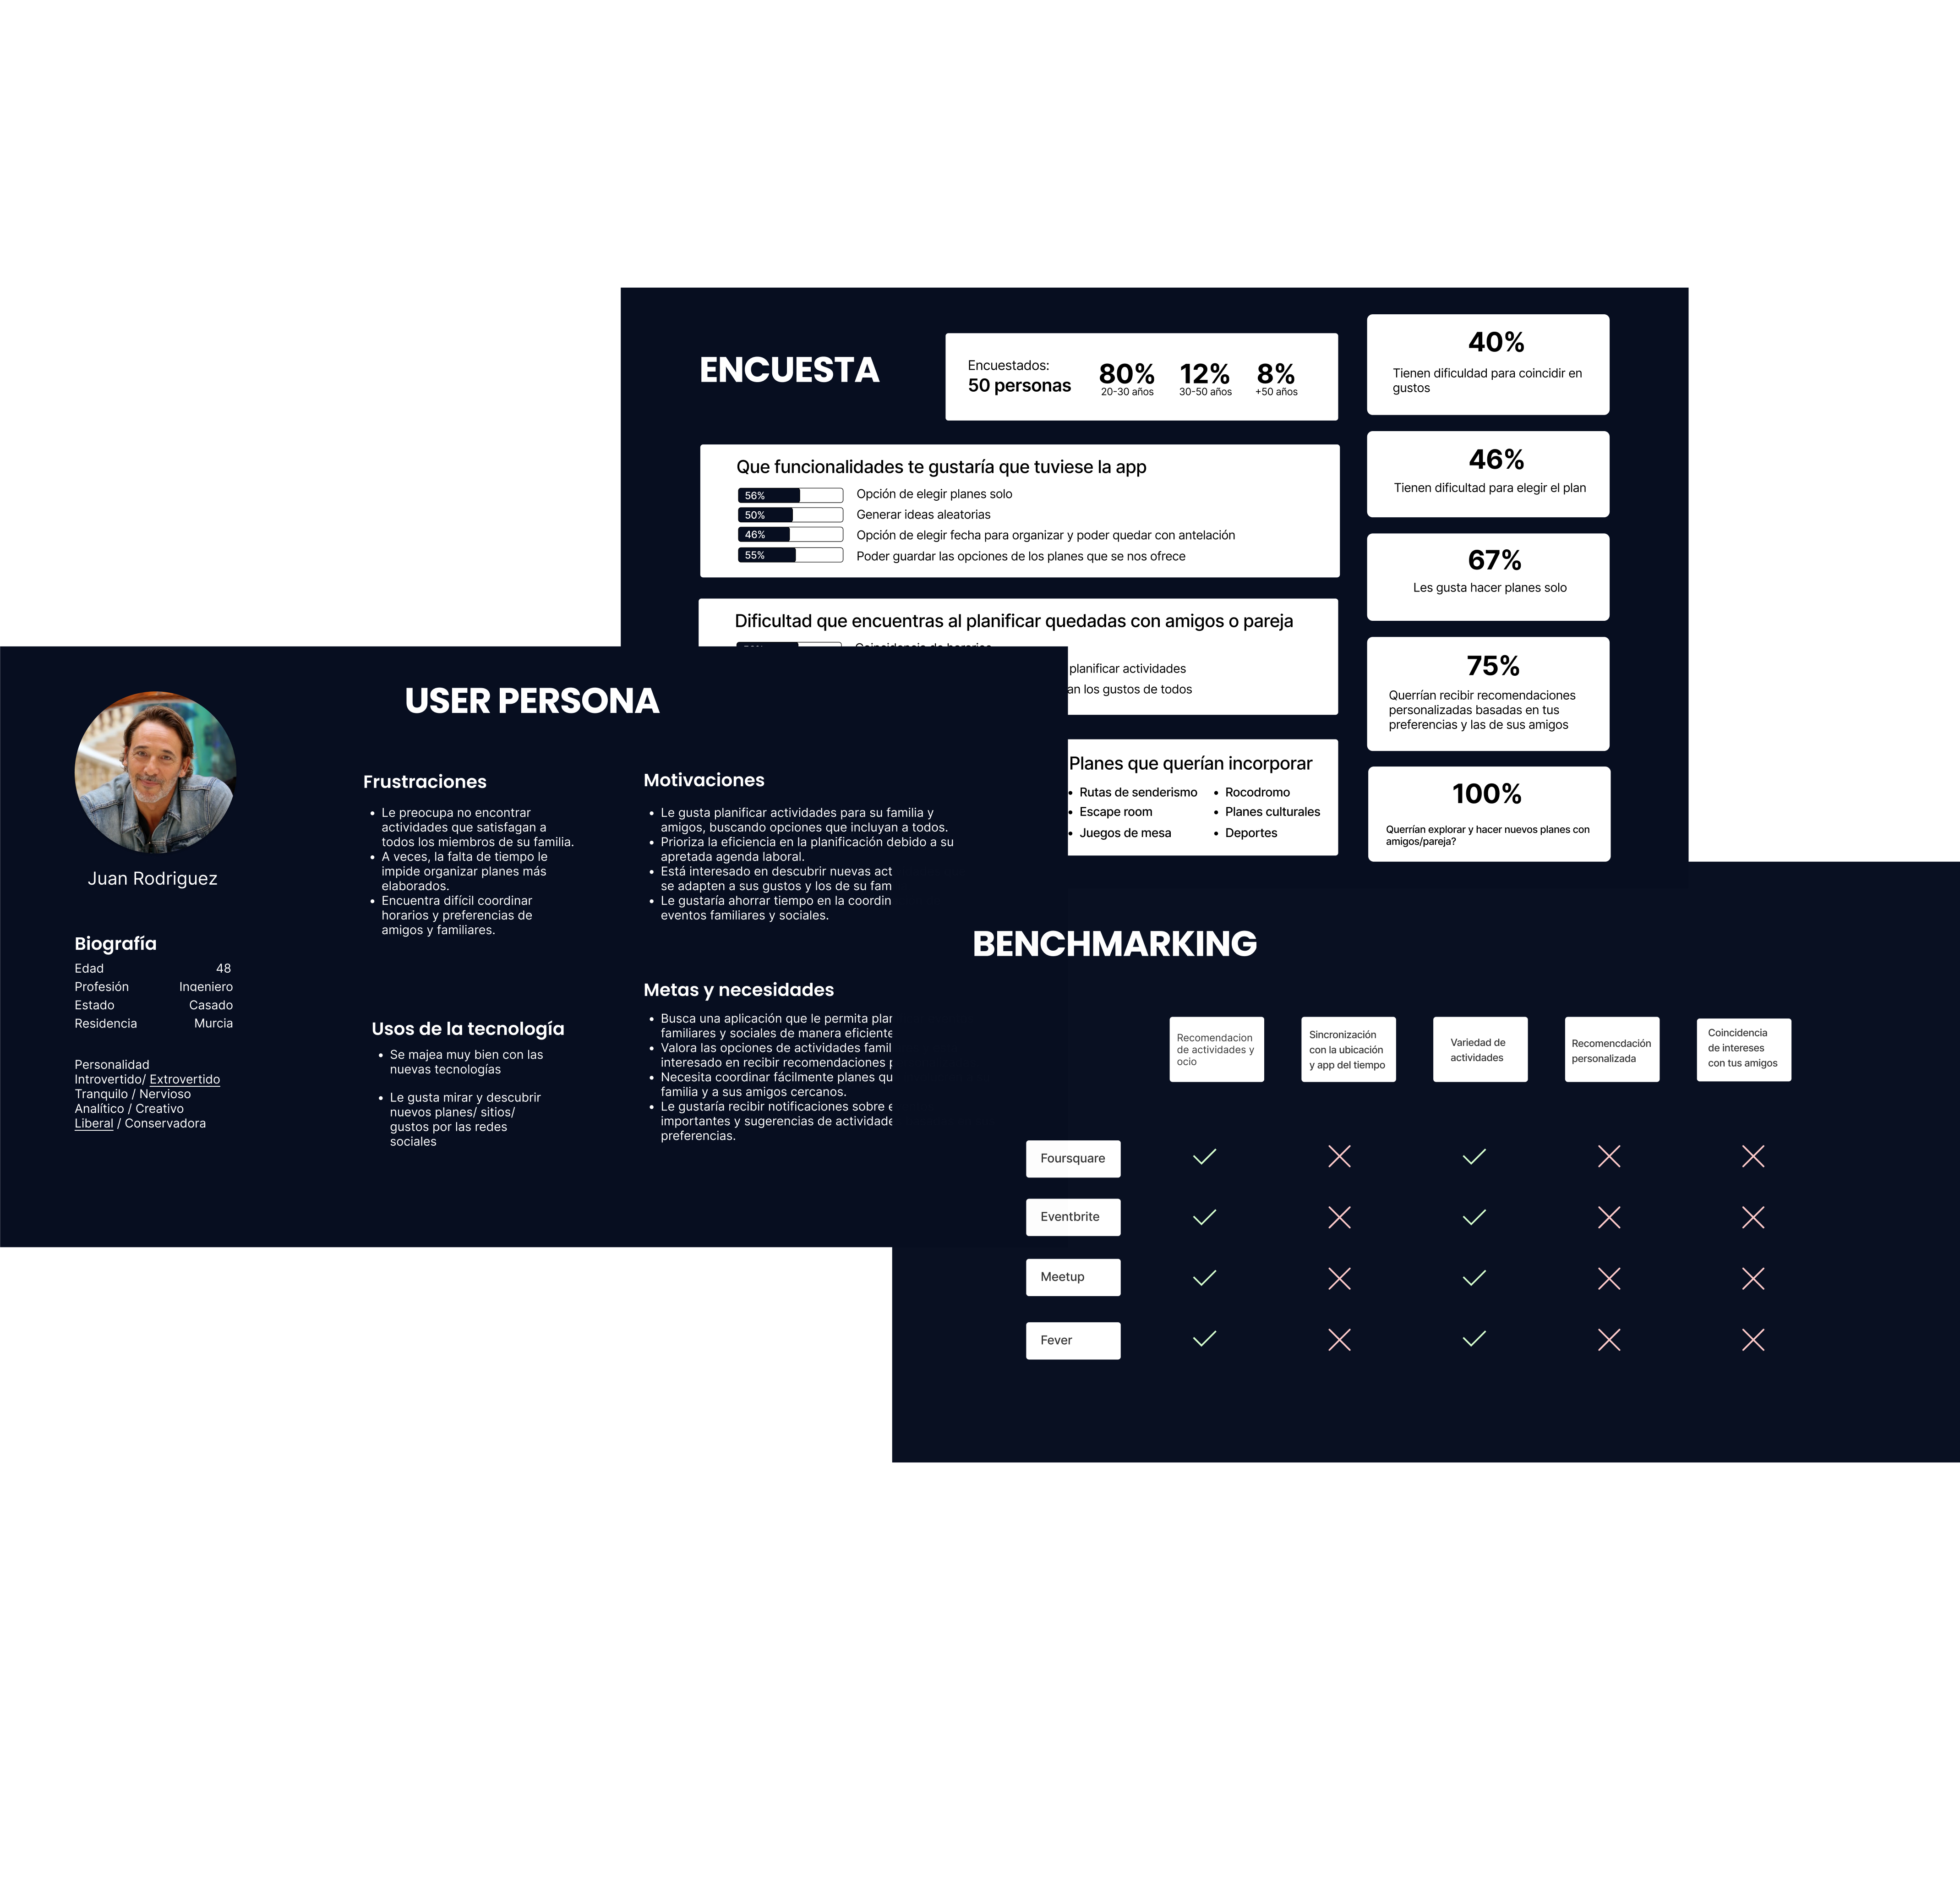 ENCUESTA
Encuestados:
50 personas
80%
20-30 años
12%
30-50 años
8%
+50 años
Que funcionalidades te gustaría que tuviese la app
56%
Opción de elegir planes solo
50%
Generar ideas aleatorias
46%
Opción de elegir fecha para organizar y poder quedar con antelación
55%
Poder guardar las opciones de los planes que se nos ofrece
Dificultad que encuentras al planificar quedadas con amigos o pareja
planificar actividades
los gustos de todos
Planes que querían incorporar
Rutas de senderismo
Escape room
Juegos de mesa
Rocodromo
Planes culturales
Deportes
40%
Tienen dificuldad para coincidir en
gustos
46%
Tienen dificultad para elegir el plan
67%
Les gusta hacer planes solo
75%
Querrían recibir recomendaciones
personalizadas basadas en tus
preferencias y las de sus amigos
100%
Querrían explorar y hacer nuevos planes con
amigos/pareja?
USER PERSONA
Juan Rodriguez
Biografía
Edad 48
Profesión Ingeniero
Estado Casado
Residencia Murcia
Personalidad
Introvertido/ Extrovertido
Tranquilo / Nervioso
Analítico / Creativo
Liberal / Conservadora
Frustraciones
Le preocupa no encontrar
actividades que satisfagan a
todos los miembros de su familia.
A veces, la falta de tiempo le
impide organizar planes más
elaborados.
Encuentra difícil coordinar
horarios y preferencias de
amigos y familiares.
Usos de la tecnología
Se majea muy bien con las
nuevas tecnologías
Le gusta mirar y descubrir
nuevos planes/ sitios/
gustos por las redes
sociales
Motivaciones
Le gusta planificar actividades para su familia y
amigos, buscando opciones que incluyan a todos.
Prioriza la eficiencia en la planificación debido a su
apretada agenda laboral.
Está interesado en descubrir nuevas act
se adapten a sus gustos y los de su fam
Le gustaría ahorrar tiempo en la coordin
eventos familiares y sociales.
Metas y necesidades
Busca una aplicación que le permita plan
familiares y sociales de manera eficiente
Valora las opciones de actividades famil
interesado en recibir recomendaciones
Necesita coordinar fácilmente planes qu
familia y a sus amigos cercanos.
Le gustaría recibir notificaciones sobre e
importantes y sugerencias de actividade
preferencias.
BENCHMARKING
Recomendacion
de actividades y
ocio
Sincronización
con la ubicación
y app del tiempo
Variedad de
actividades
Recomencdación
personalizada
Coincidencia
de intereses
con tus amigos
Foursquare
Eventbrite
Meetup
Fever